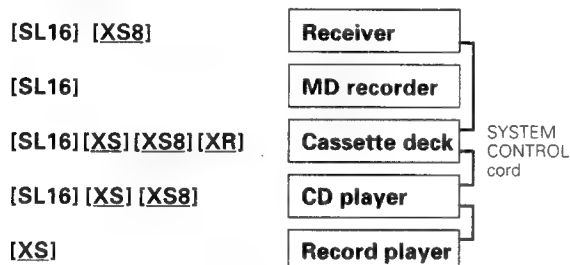 [SL16] [XS8] Receiver
[SL16] MD recorder
[SL16] [XS] [XS8] [XR] Cassette deck
SYSTEM
CONTROL
cord
[SL16] [XS] [XS8] CD player
[XS] Record player